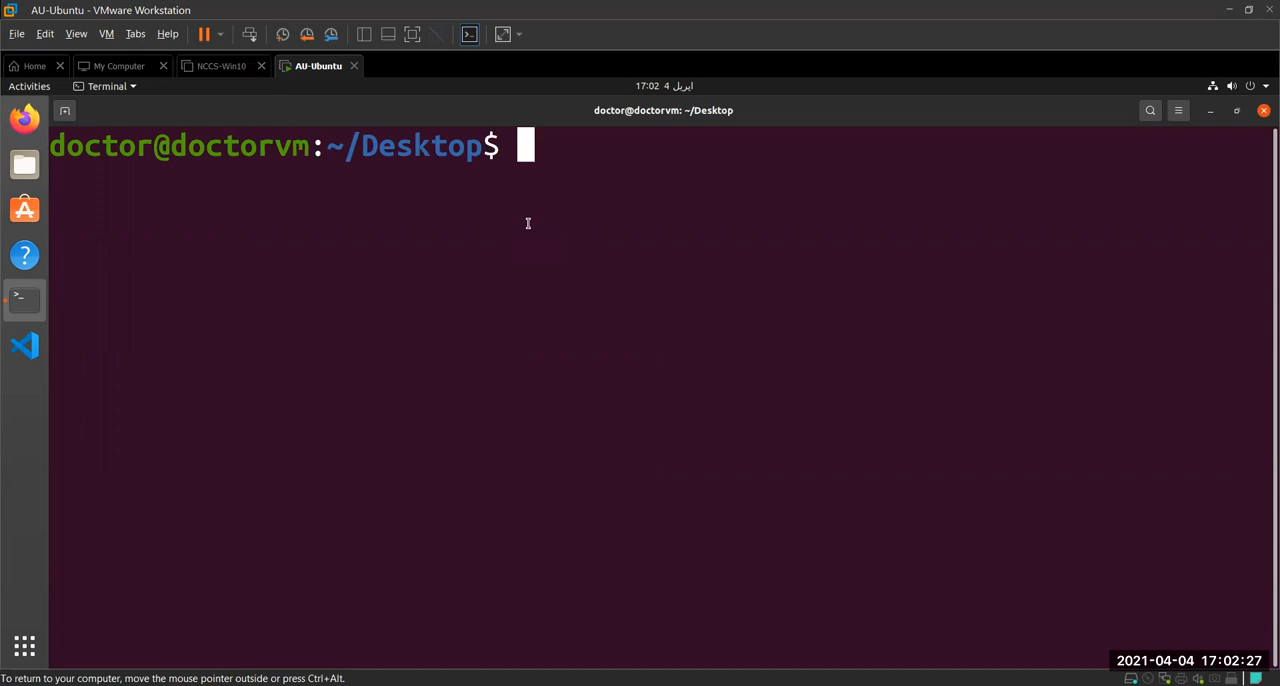 AU-Ubuntu - VMware Workstation
File Edit View VM Tabs Help
Home My Computer NCCS-Win10 AU-Ubuntu
Activities Terminal 17:02 4 اپریل
doctor@doctorvm: ~/Desktop
doctor@doctorvm:~/Desktop$
2021-04-04 17:02:27
To return to your computer, move the mouse pointer outside or press Ctrl+Alt.